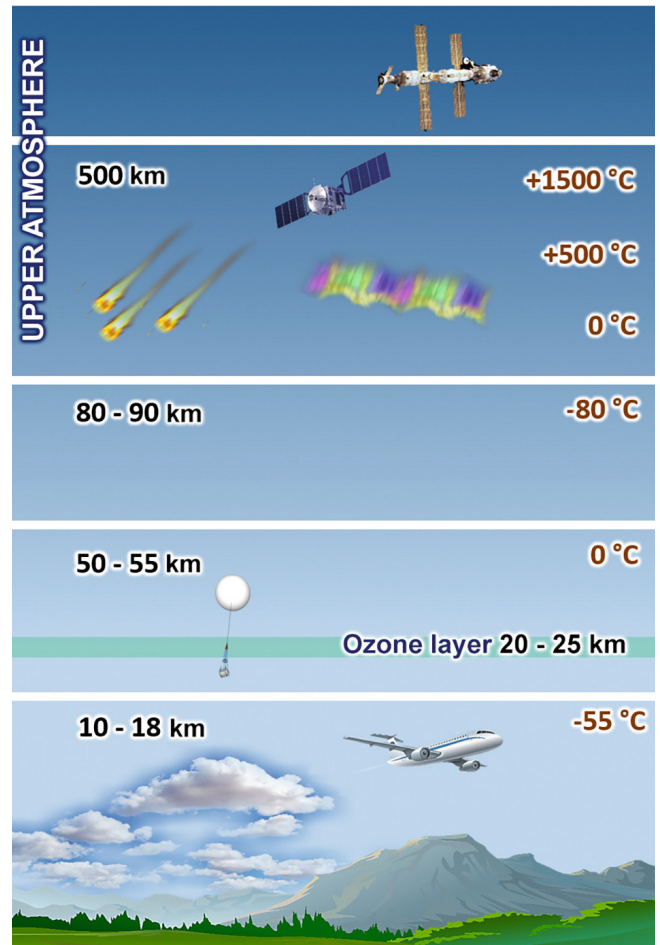 UPPER ATMOSPHERE
500 km
+1500 °C
+500 °C
0 °C
80 - 90 km
-80 °C
50 - 55 km
0 °C
Ozone layer 20 - 25 km
10 - 18 km
-55 °C